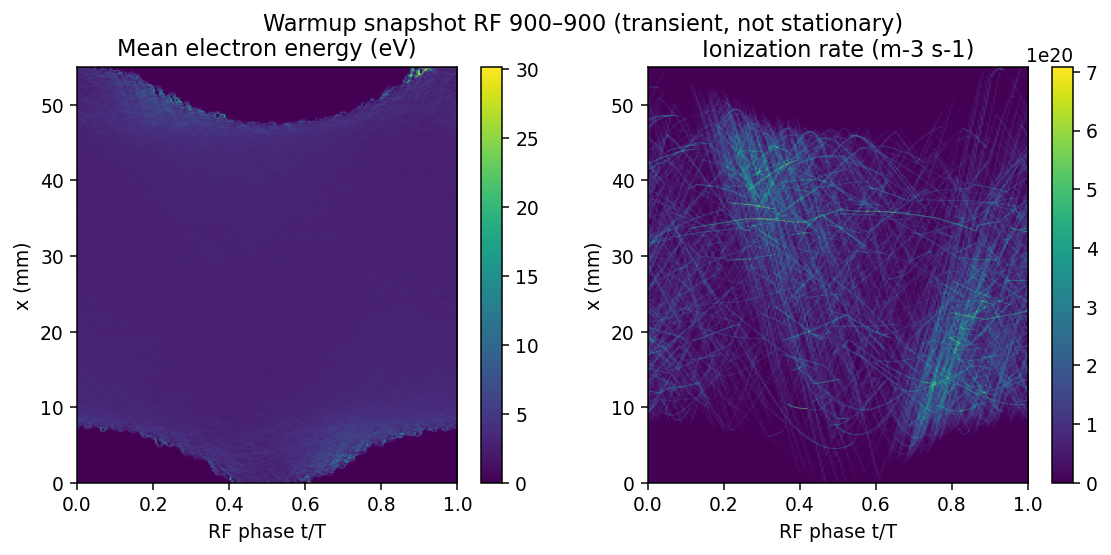 Warmup snapshot RF 900–900 (transient, not stationary)
Mean electron energy (eV)
Ionization rate (m-3 s-1)
1e20
50
40
30
20
10
0
x (mm)
0.0 0.2 0.4 0.6 0.8 1.0
RF phase t/T
30
25
20
15
10
5
0
50
40
30
20
10
0
x (mm)
0.0 0.2 0.4 0.6 0.8 1.0
RF phase t/T
7
6
5
4
3
2
1
0